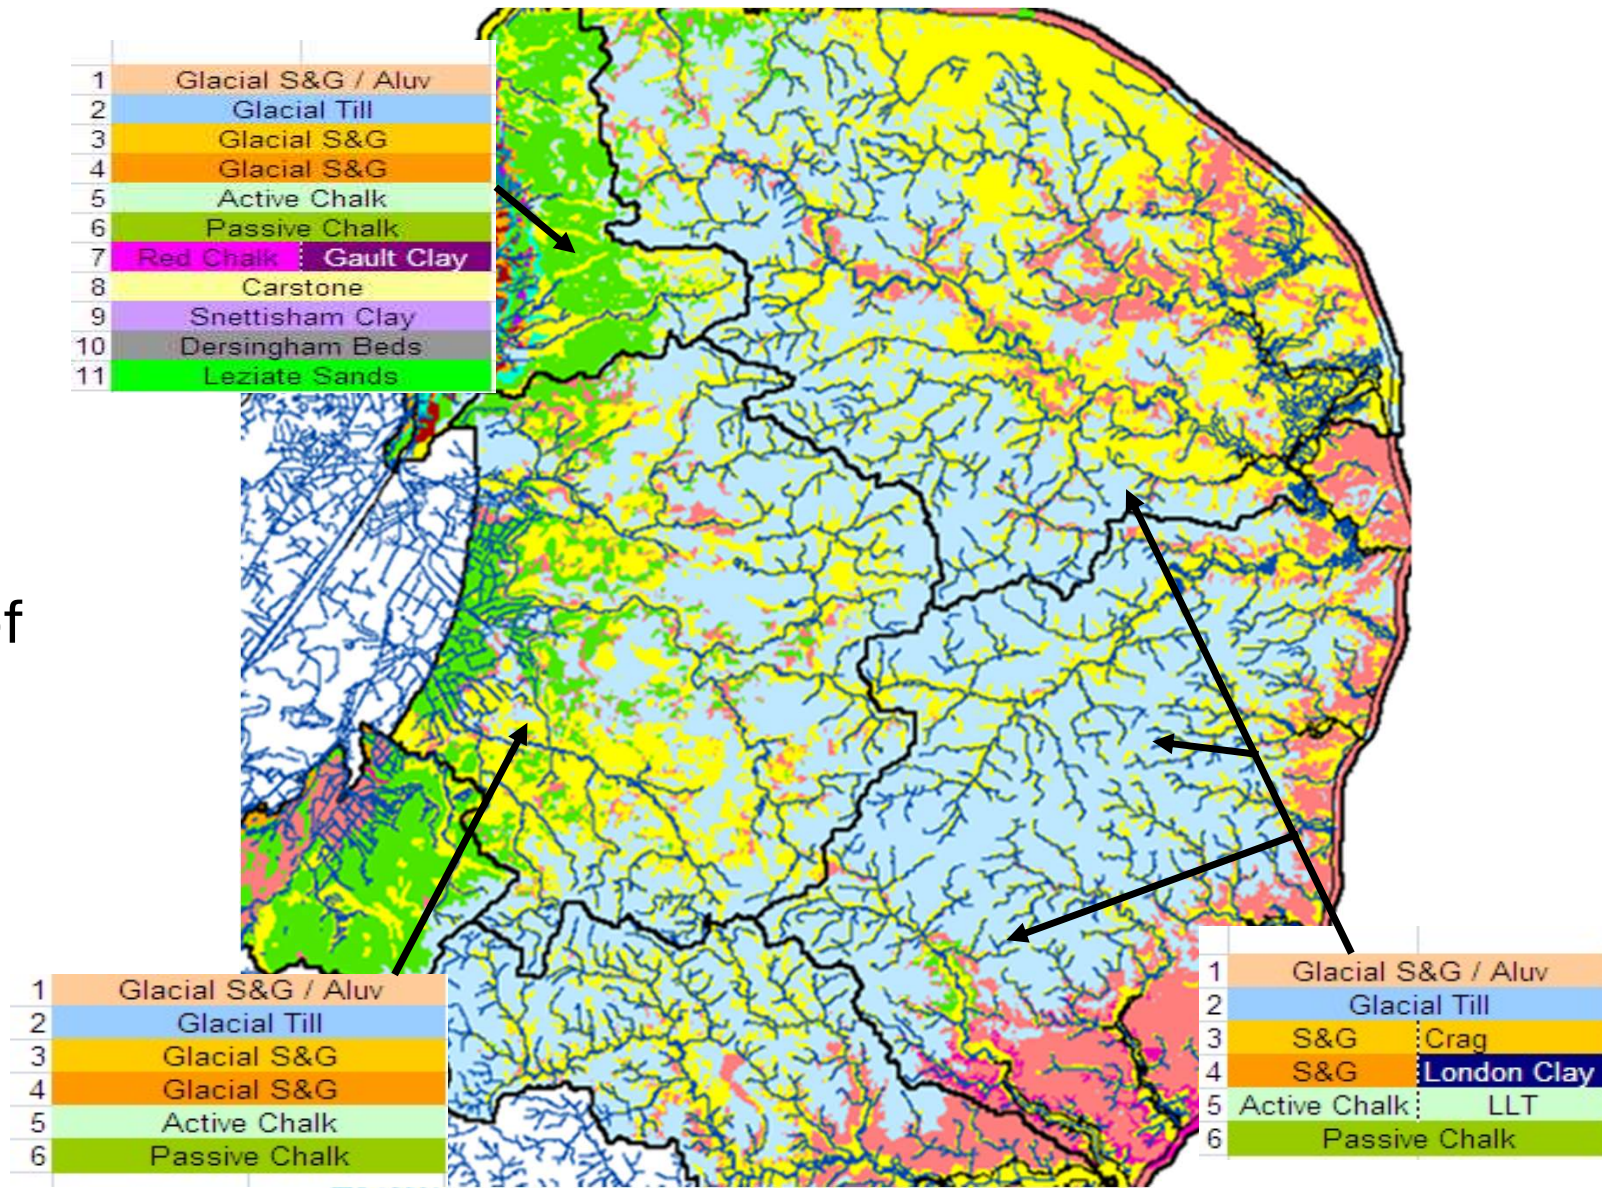 1 Glacial S&G / Aluv
2 Glacial Till
3 Glacial S&G
4 Glacial S&G
5 Active Chalk
6 Passive Chalk
7 Red Chalk Gault Clay
8 Carstone
9 Snettisham Clay
10 Dersingham Beds
11 Leziate Sands
1 Glacial S&G / Aluv
2 Glacial Till
3 Glacial S&G
4 Glacial S&G
5 Active Chalk
6 Passive Chalk
1 Glacial S&G / Aluv
2 Glacial Till
3 S&G Crag
4 S&G London Clay
5 Active Chalk LLT
6 Passive Chalk